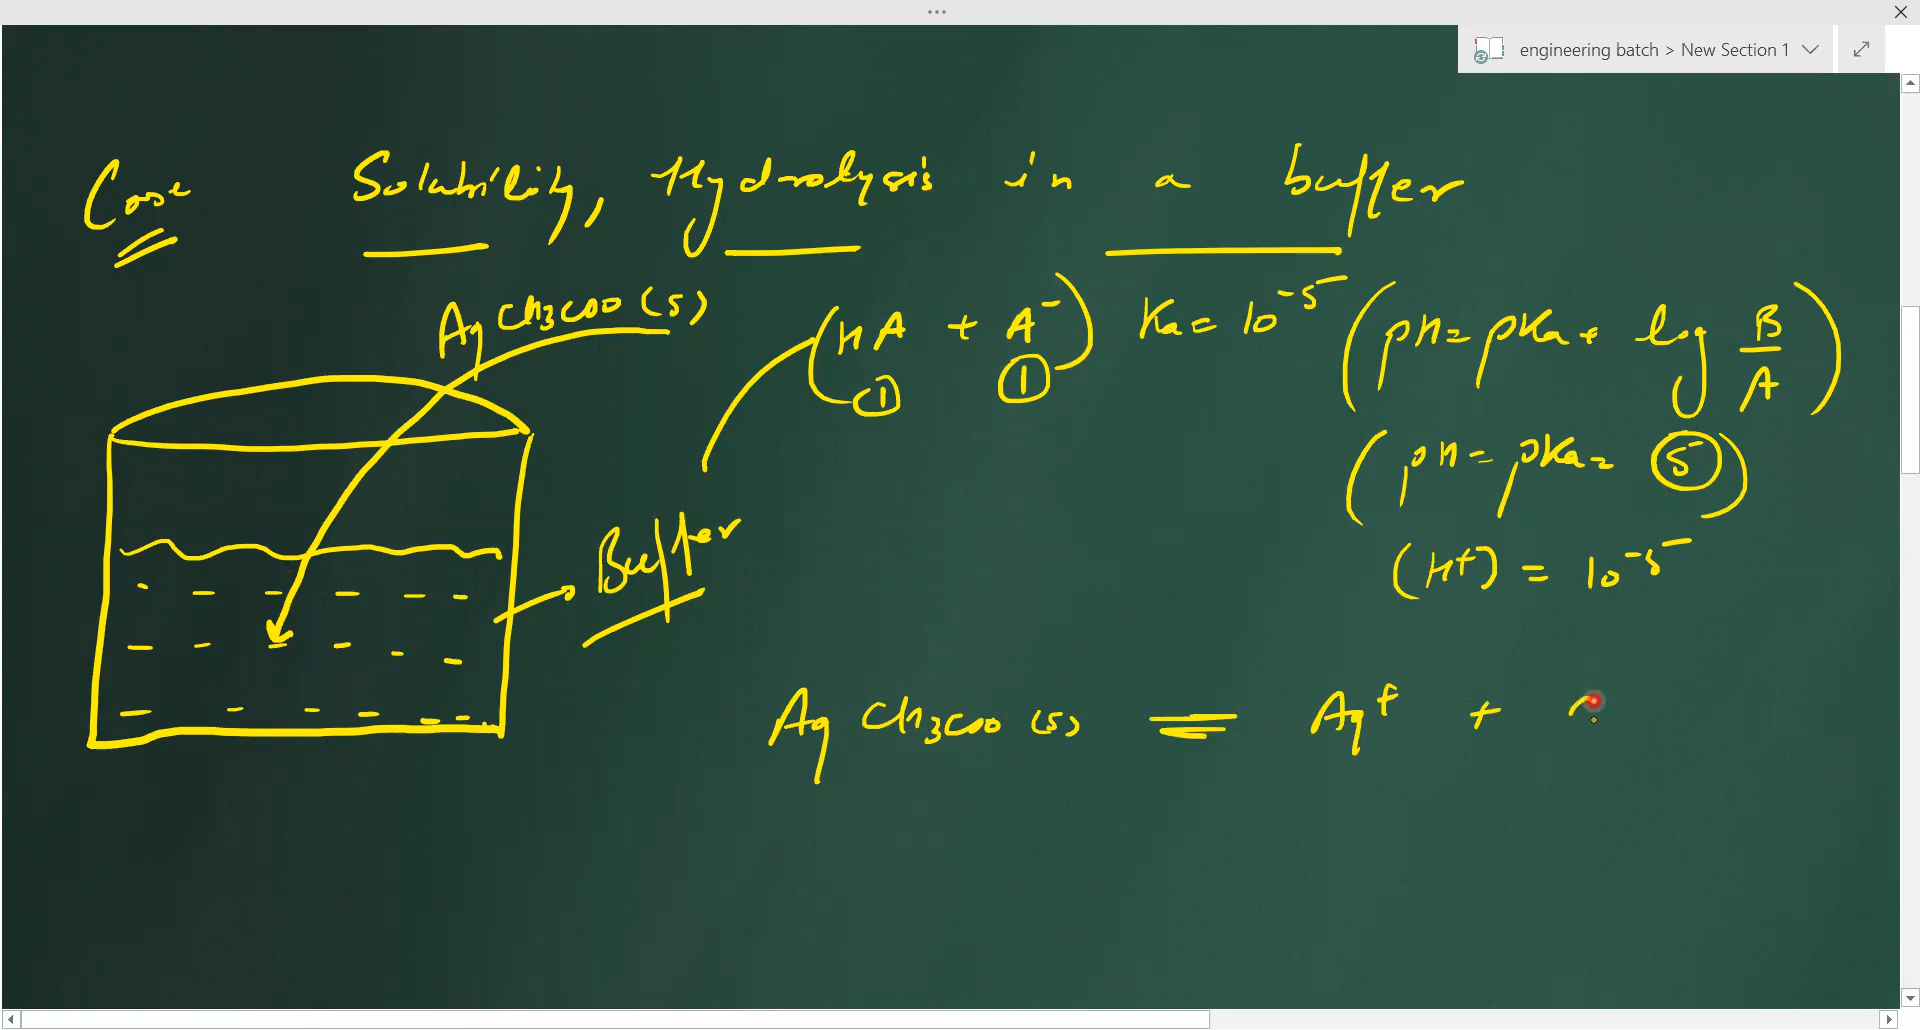 engineering batch > New Section 1
Case Solubility, Hydrolysis in a buffer
AgCH3COO(s)
(HA + A⁻) Ka = 10⁻⁵ (pH = pKa + log B/A)
① ①
(pH = pKa = ⑤)
Buffer
(H⁺) = 10⁻⁵
AgCH3COO(s) ⇌ Ag⁺ +